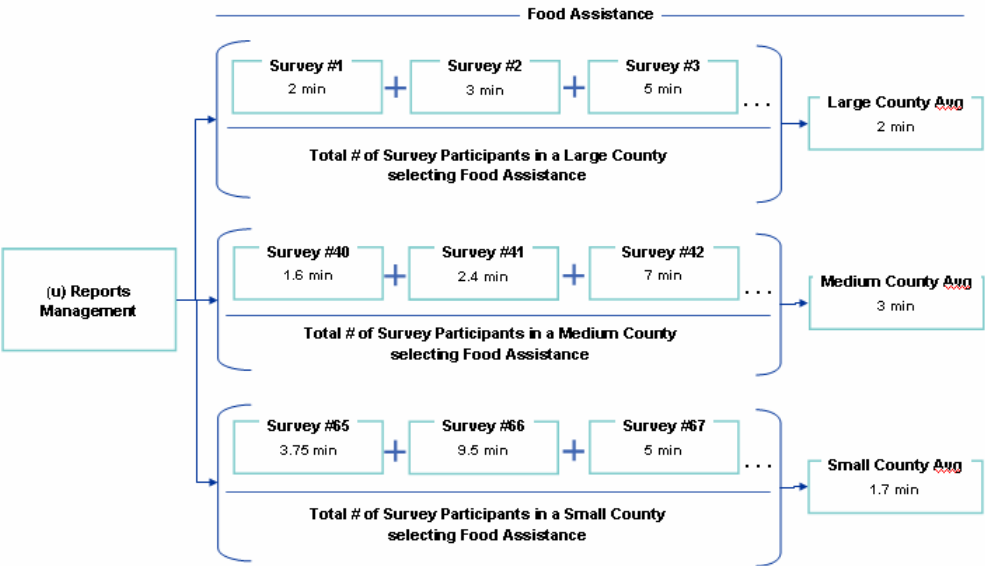 Food Assistance
Survey #1
2 min
+
Survey #2
3 min
+
Survey #3
5 min
...
Total # of Survey Participants in a Large County
selecting Food Assistance
Large County Avg
2 min
(u) Reports
Management
Survey #40
1.6 min
+
Survey #41
2.4 min
+
Survey #42
7 min
...
Total # of Survey Participants in a Medium County
selecting Food Assistance
Medium County Avg
3 min
Survey #65
3.75 min
+
Survey #66
9.5 min
+
Survey #67
5 min
...
Total # of Survey Participants in a Small County
selecting Food Assistance
Small County Avg
1.7 min